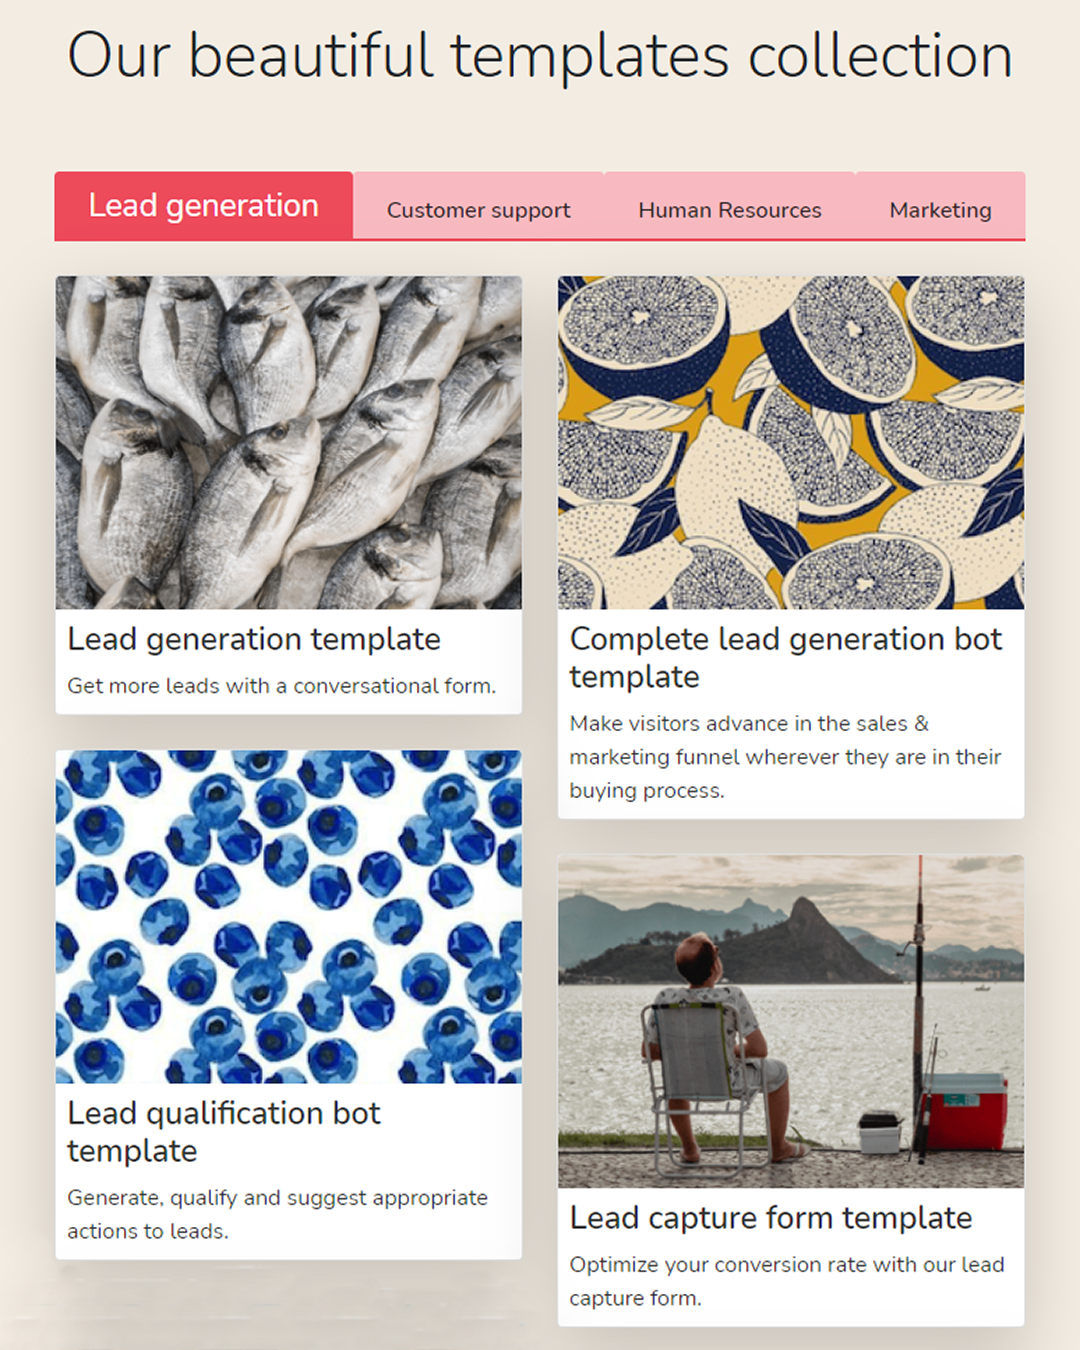 Our beautiful templates collection
Lead generation
Customer support
Human Resources
Marketing
Lead generation template
Get more leads with a conversational form.
Complete lead generation bot
template
Make visitors advance in the sales &
marketing funnel wherever they are in their
buying process.
Lead qualification bot
template
Generate, qualify and suggest appropriate
actions to leads.
Lead capture form template
Optimize your conversion rate with our lead
capture form.